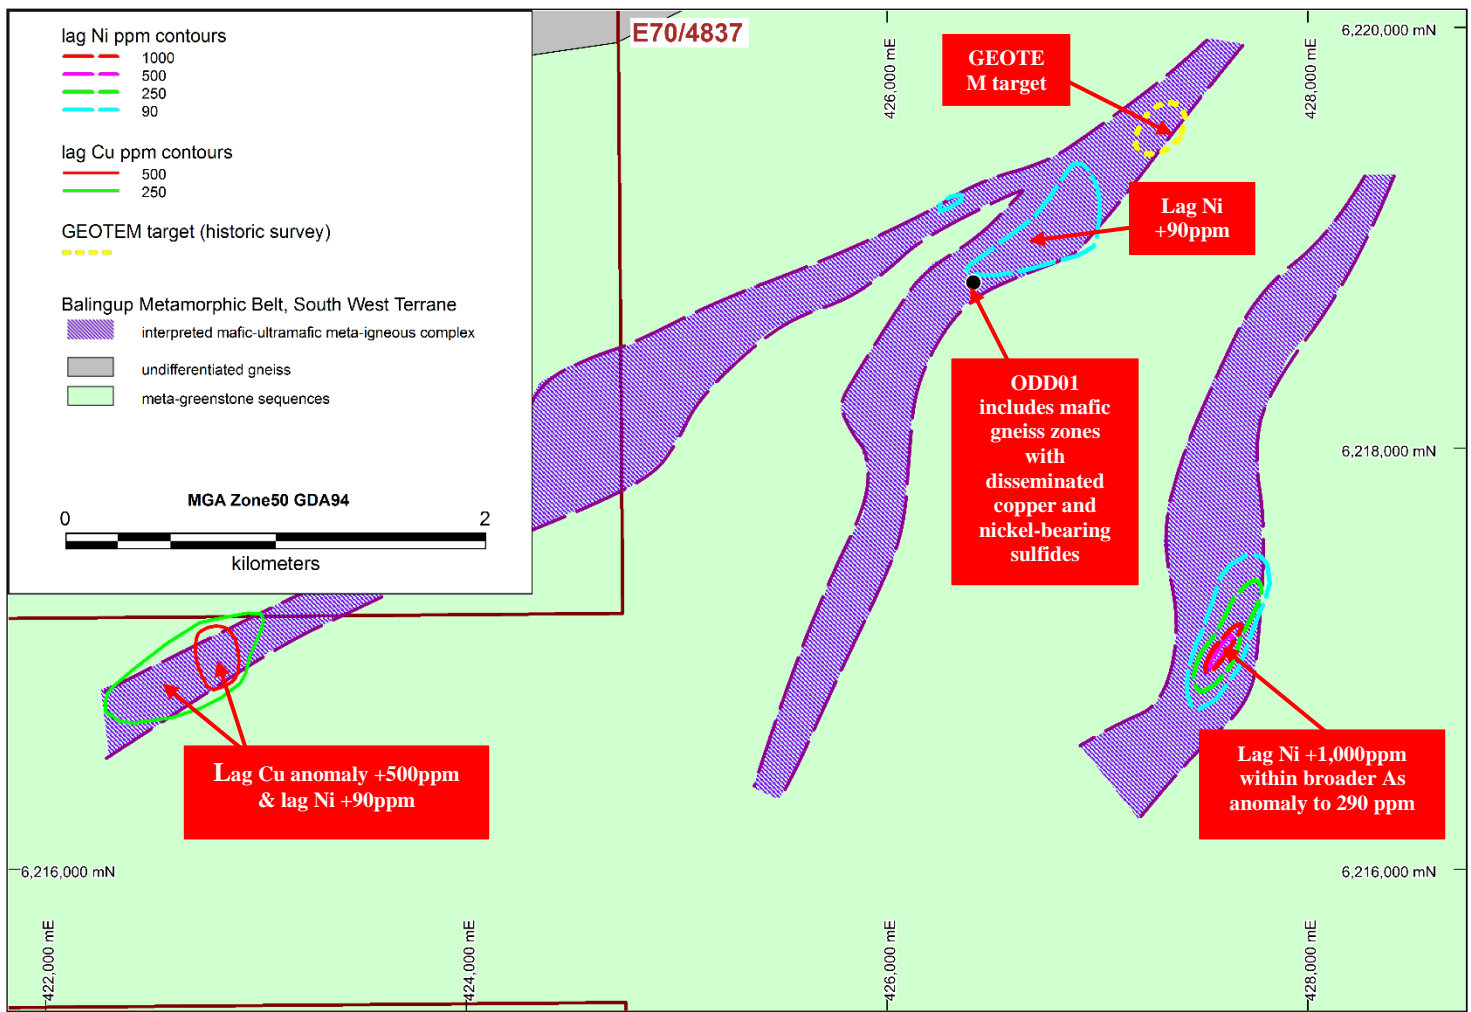 lag Ni ppm contours
1000
500
250
90
lag Cu ppm contours
500
250
GEOTEM target (historic survey)
Balingup Metamorphic Belt, South West Terrane
interpreted mafic-ultramafic meta-igneous complex
undifferentiated gneiss
meta-greenstone sequences
MGA Zone50 GDA94
0 2
kilometers
E70/4837
426,000 mE
428,000 mE
6,220,000 mN
GEOTE
M target
Lag Ni
+90ppm
ODD01
includes mafic
gneiss zones
with
disseminated
copper and
nickel-bearing
sulfides
6,218,000 mN
Lag Cu anomaly +500ppm
& lag Ni +90ppm
Lag Ni +1,000ppm
within broader As
anomaly to 290 ppm
6,216,000 mN
6,216,000 mN
422,000 mE
424,000 mE
426,000 mE
428,000 mE